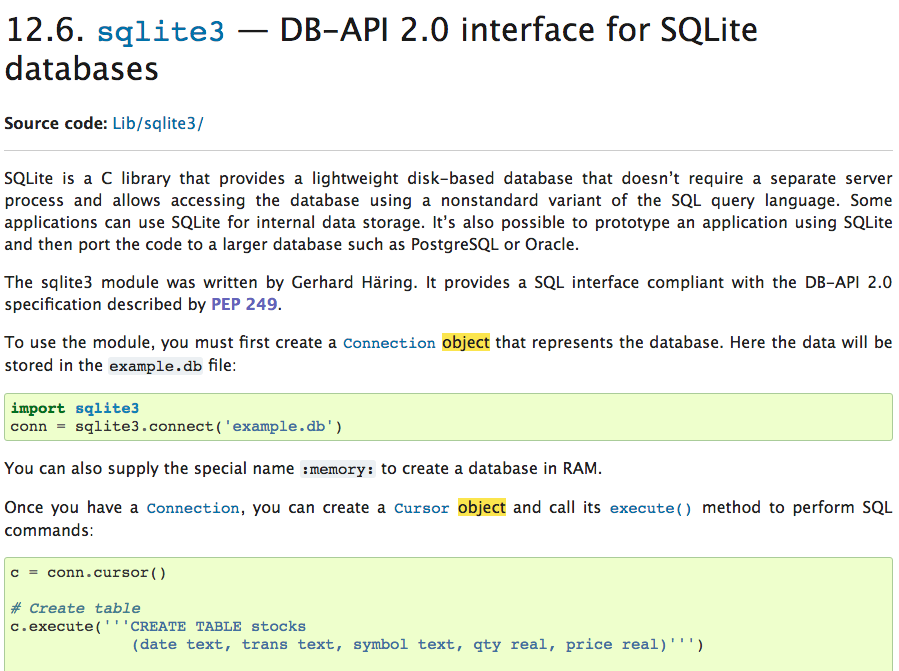 12.6. sqlite3 — DB-API 2.0 interface for SQLite
databases
Source code: Lib/sqlite3/
SQLite is a C library that provides a lightweight disk-based database that doesn’t require a separate server
process and allows accessing the database using a nonstandard variant of the SQL query language. Some
applications can use SQLite for internal data storage. It’s also possible to prototype an application using SQLite
and then port the code to a larger database such as PostgreSQL or Oracle.
The sqlite3 module was written by Gerhard Häring. It provides a SQL interface compliant with the DB-API 2.0
specification described by PEP 249.
To use the module, you must first create a Connection object that represents the database. Here the data will be
stored in the example.db file:
import sqlite3
conn = sqlite3.connect('example.db')
You can also supply the special name :memory: to create a database in RAM.
Once you have a Connection, you can create a Cursor object and call its execute() method to perform SQL
commands:
c = conn.cursor()
# Create table
c.execute('''CREATE TABLE stocks
(date text, trans text, symbol text, qty real, price real)''')